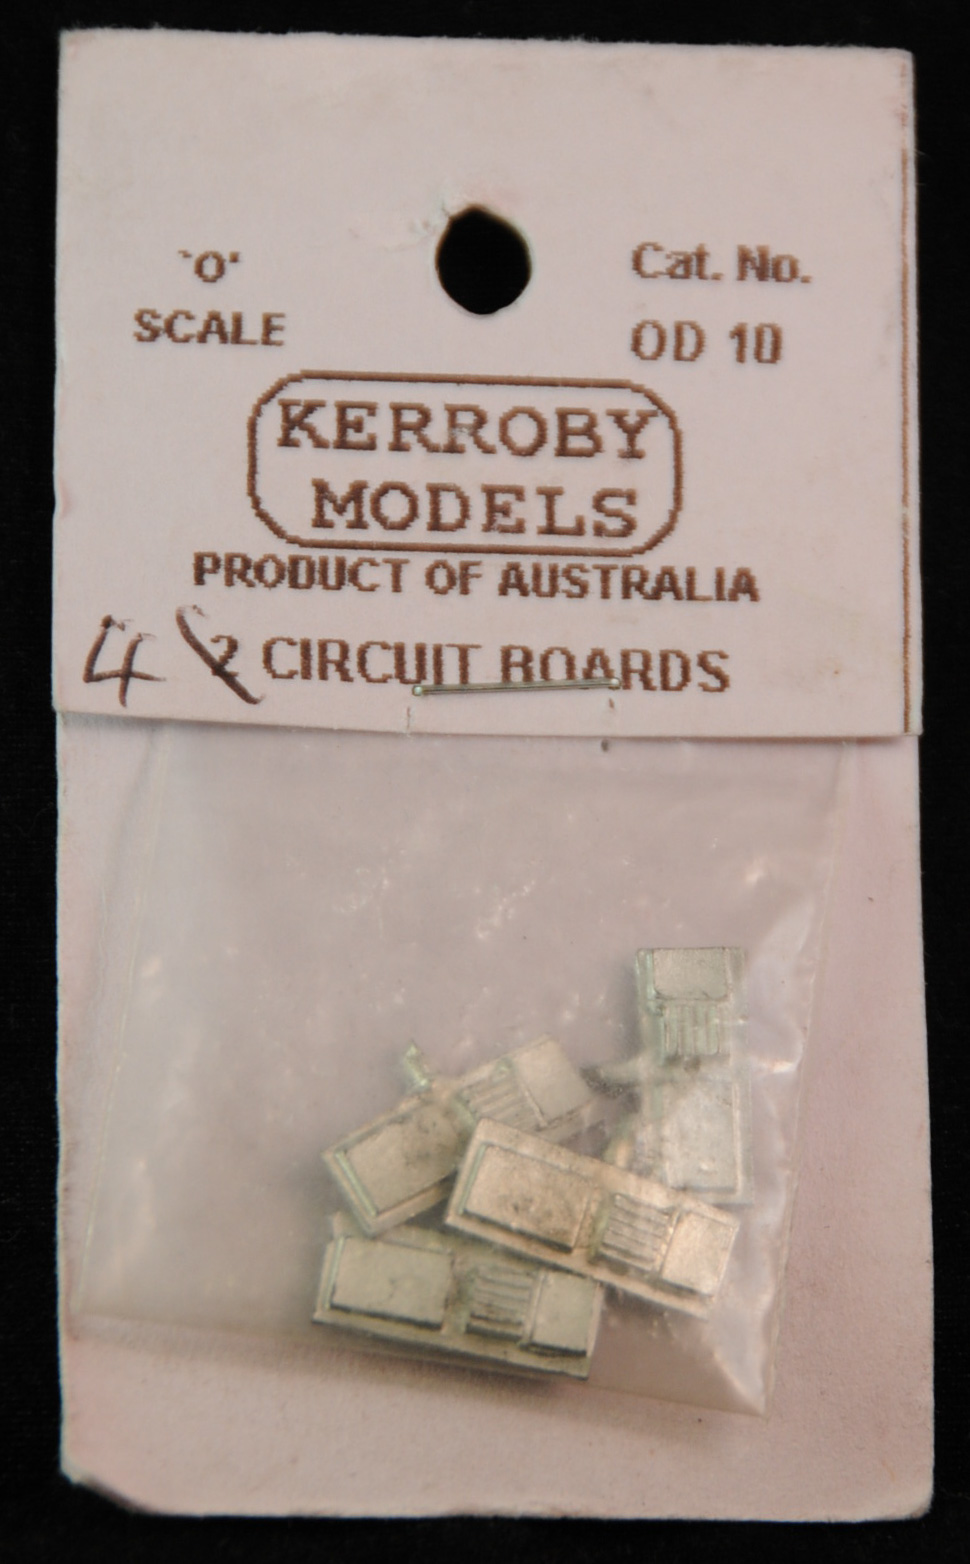 `O'
SCALE
Cat. No.
OD 10
KERROBY
MODELS
PRODUCT OF AUSTRALIA
4 2 CIRCUIT BOARDS